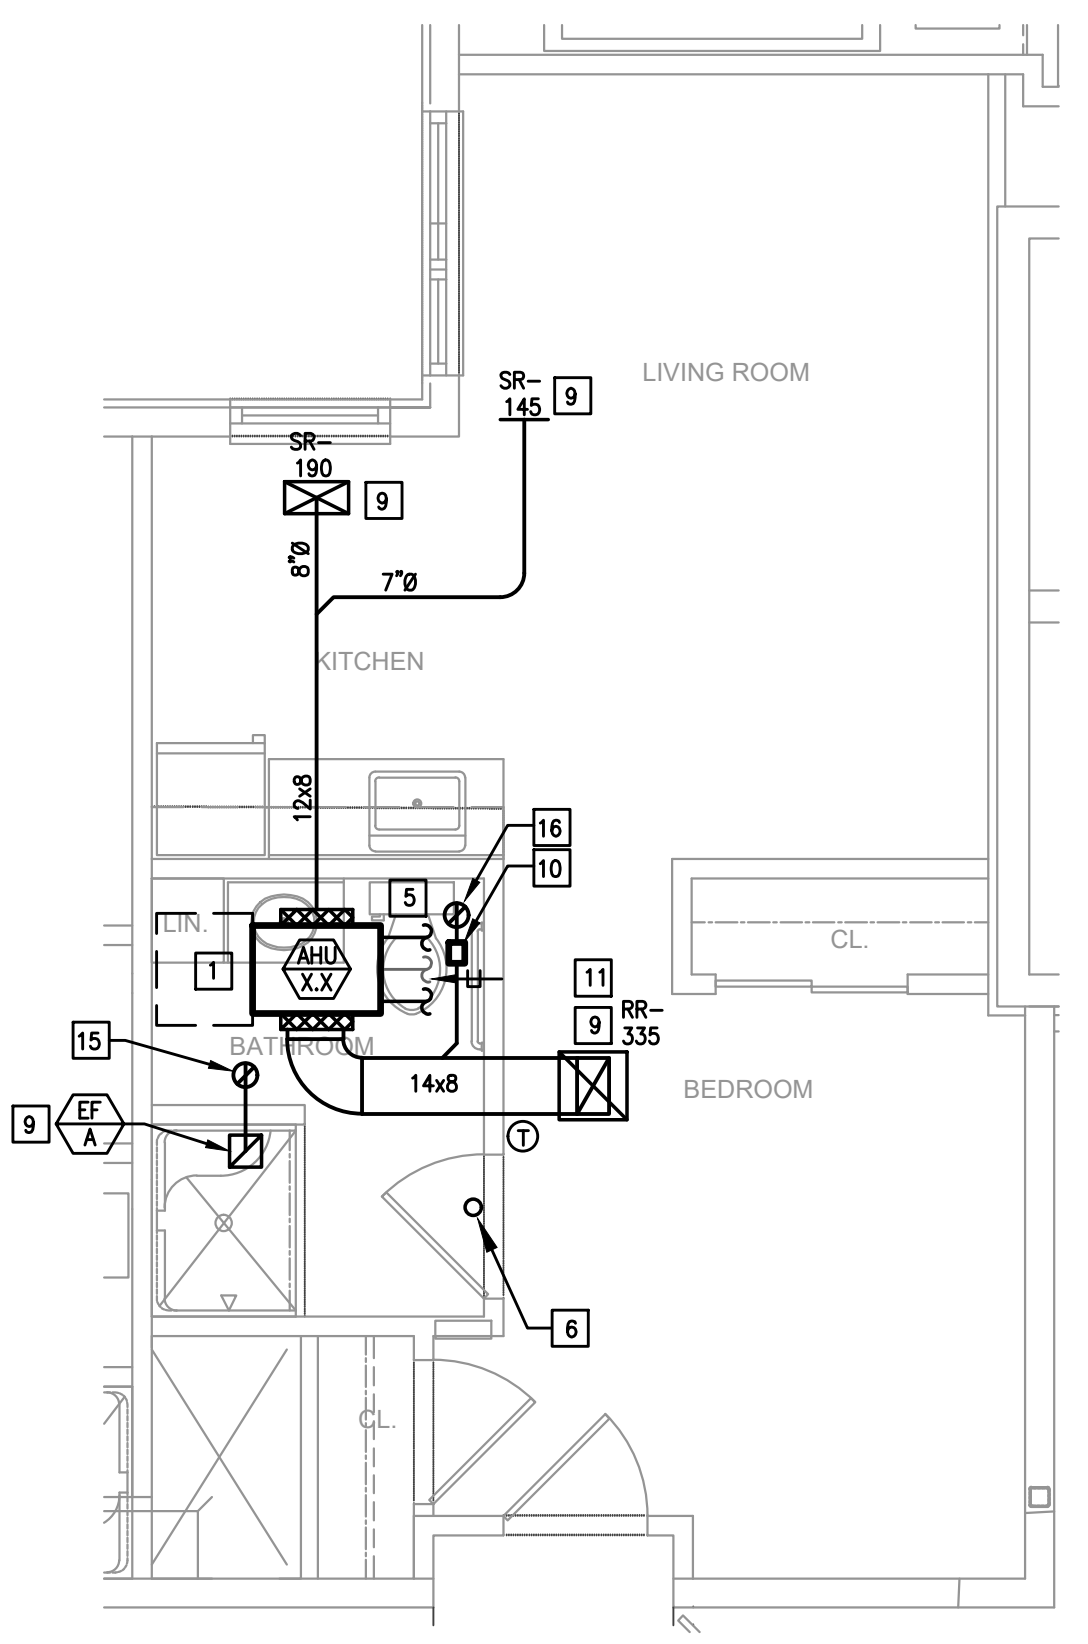 LIVING ROOM
SR-
145
9
SR-
190
9
8"Ø
7"Ø
KITCHEN
12x8
16
10
5
LIN.
1
AHU
X.X
CL.
11
9
RR-
335
15
BATHROOM
14x8
BEDROOM
9
EF
A
T
6
CL.